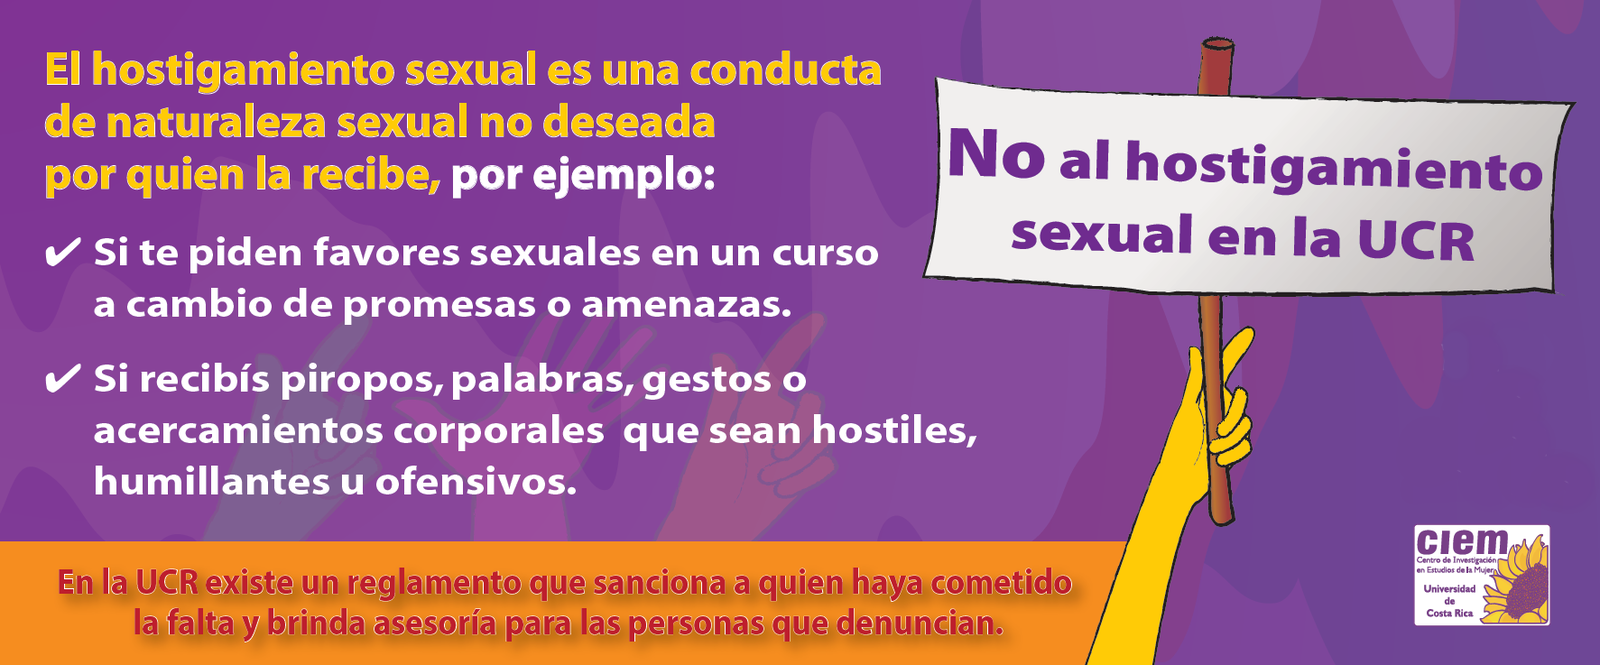 El hostigamiento sexual es una conducta
de naturaleza sexual no deseada
por quien la recibe, por ejemplo:
✔ Si te piden favores sexuales en un curso
a cambio de promesas o amenazas.
✔ Si recibís piropos, palabras, gestos o
acercamientos corporales que sean hostiles,
humillantes u ofensivos.
En la UCR existe un reglamento que sanciona a quien haya cometido
la falta y brinda asesoría para las personas que denuncian.
No al hostigamiento
sexual en la UCR
CIEM
Centro de Investigación
en Estudios de la Mujer
Universidad
de
Costa Rica